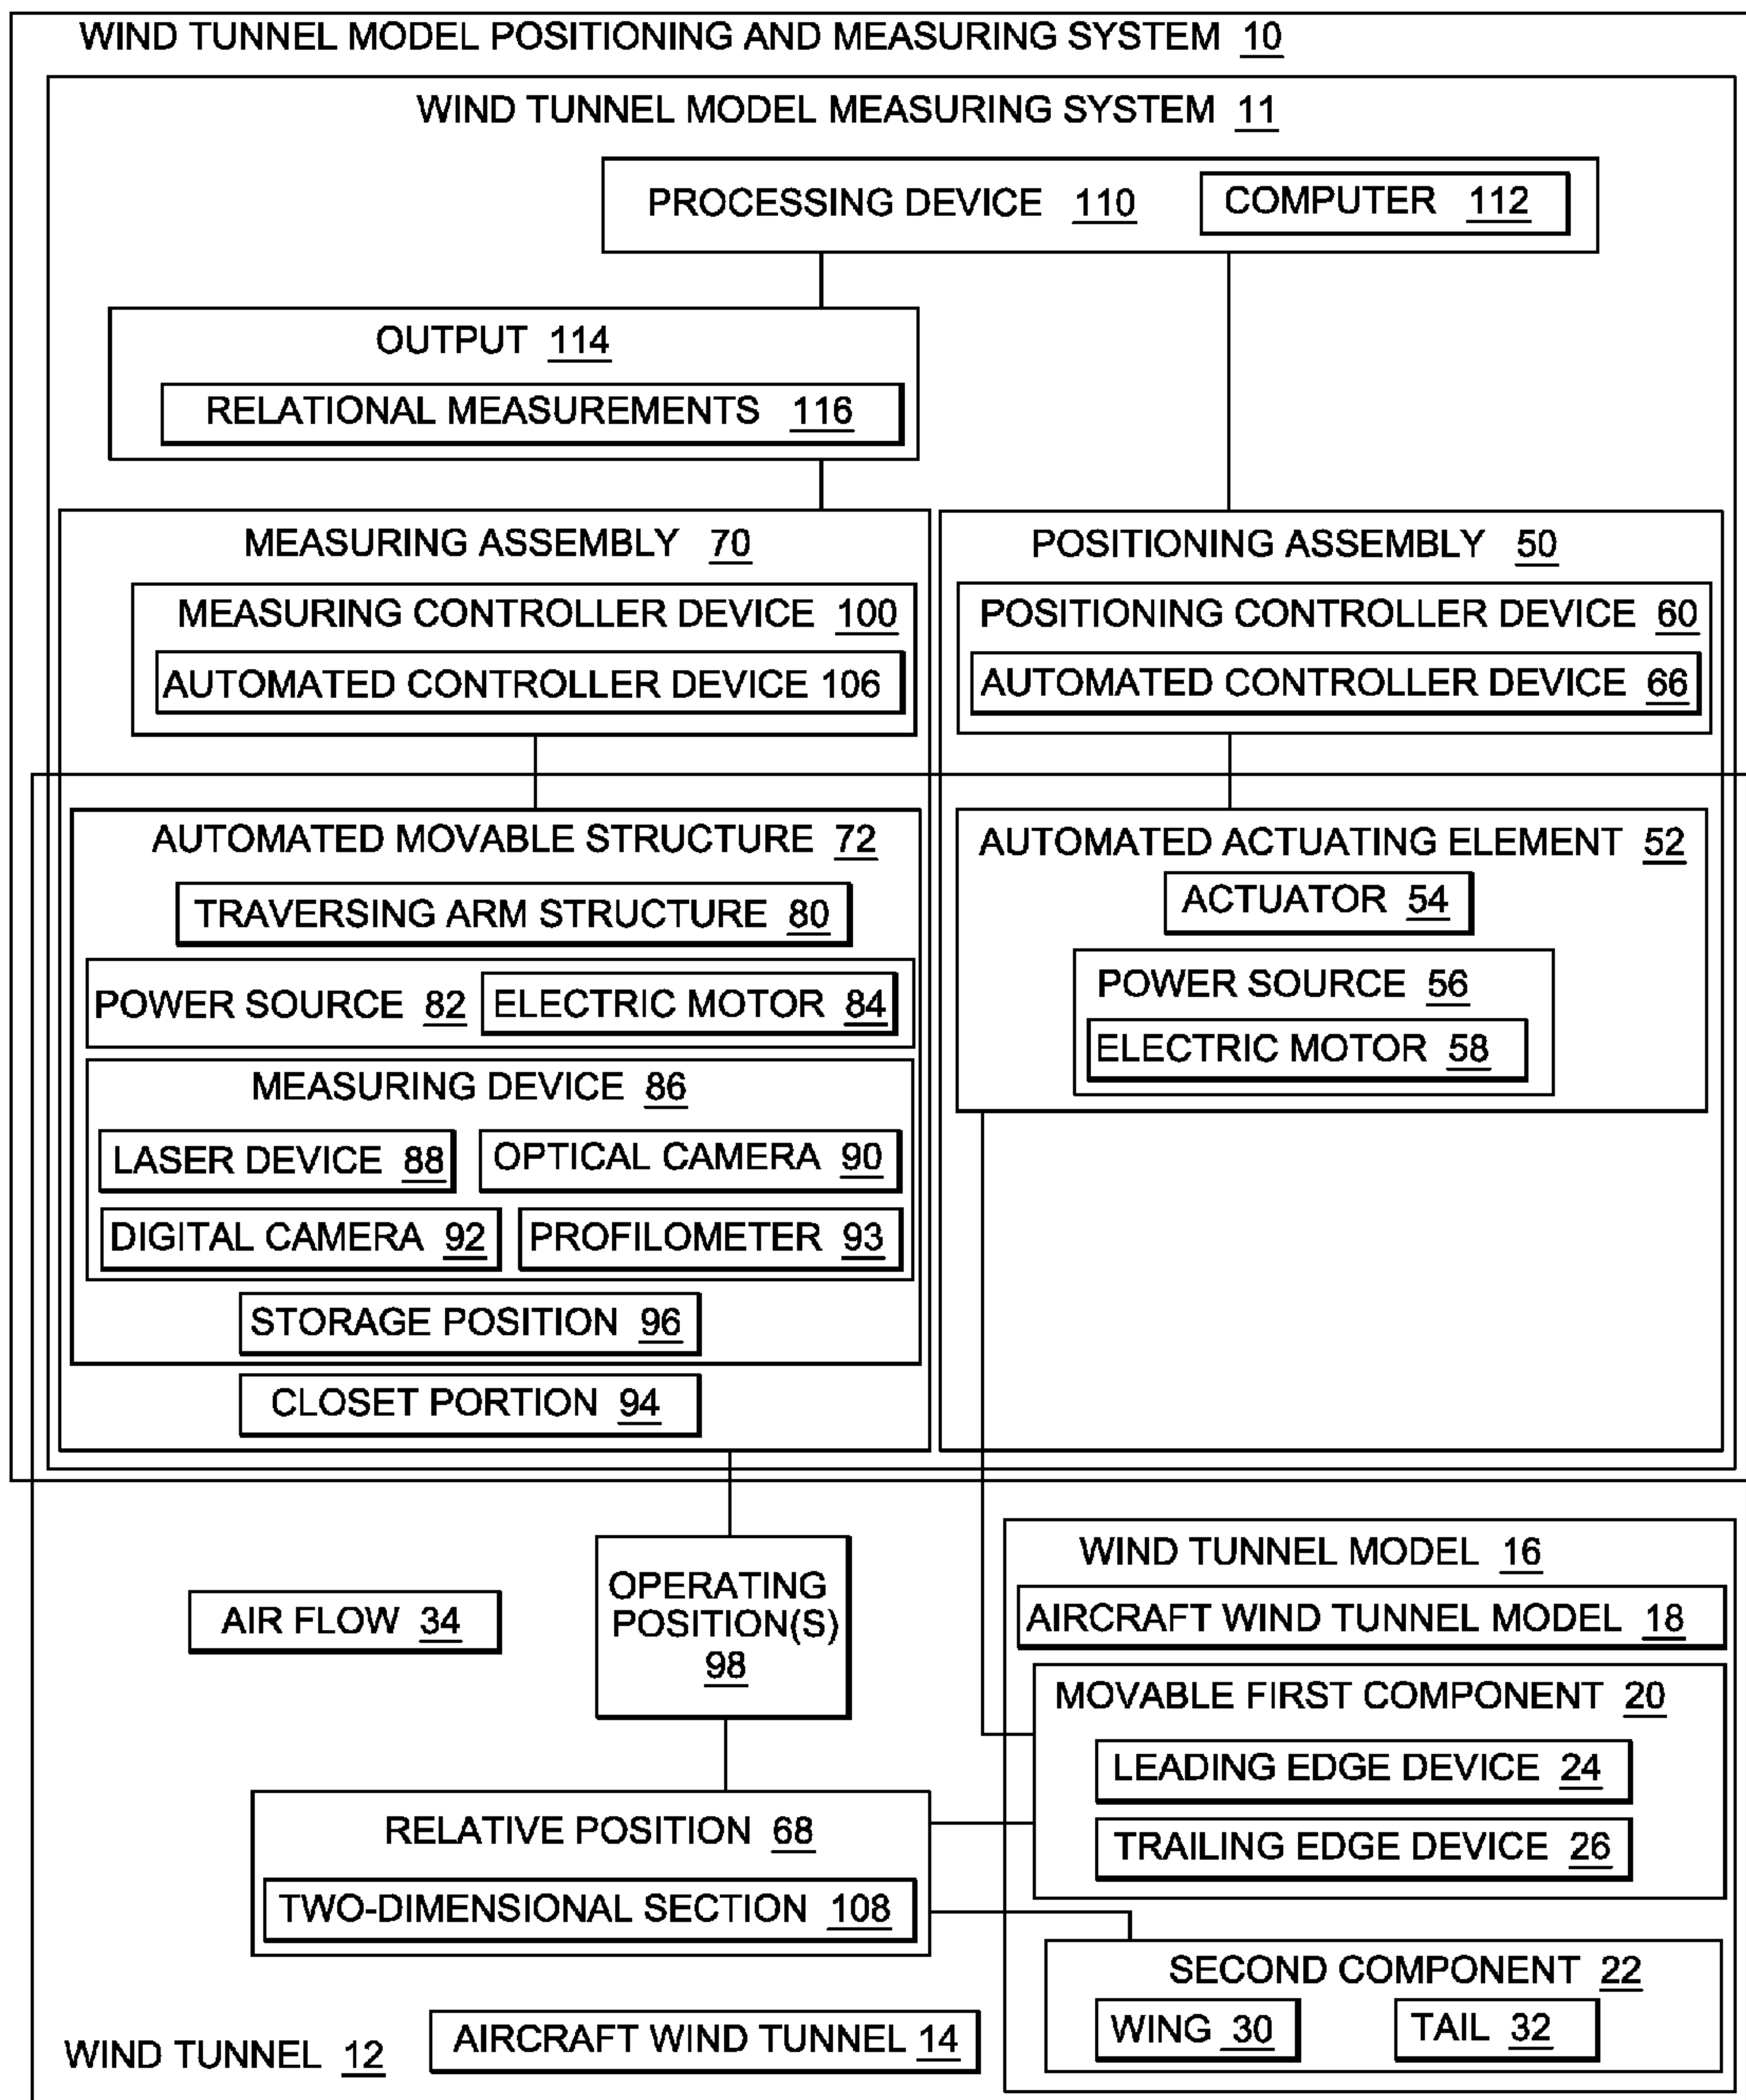 WIND TUNNEL MODEL POSITIONING AND MEASURING SYSTEM 10
WIND TUNNEL MODEL MEASURING SYSTEM 11
PROCESSING DEVICE 110
COMPUTER 112
OUTPUT 114
RELATIONAL MEASUREMENTS 116
MEASURING ASSEMBLY 70
MEASURING CONTROLLER DEVICE 100
AUTOMATED CONTROLLER DEVICE 106
POSITIONING ASSEMBLY 50
POSITIONING CONTROLLER DEVICE 60
AUTOMATED CONTROLLER DEVICE 66
AUTOMATED MOVABLE STRUCTURE 72
TRAVERSING ARM STRUCTURE 80
POWER SOURCE 82
ELECTRIC MOTOR 84
MEASURING DEVICE 86
LASER DEVICE 88
OPTICAL CAMERA 90
DIGITAL CAMERA 92
PROFILOMETER 93
STORAGE POSITION 96
CLOSET PORTION 94
AUTOMATED ACTUATING ELEMENT 52
ACTUATOR 54
POWER SOURCE 56
ELECTRIC MOTOR 58
AIR FLOW 34
OPERATING
POSITION(S)
98
WIND TUNNEL MODEL 16
AIRCRAFT WIND TUNNEL MODEL 18
MOVABLE FIRST COMPONENT 20
LEADING EDGE DEVICE 24
TRAILING EDGE DEVICE 26
RELATIVE POSITION 68
TWO-DIMENSIONAL SECTION 108
SECOND COMPONENT 22
WING 30
TAIL 32
WIND TUNNEL 12
AIRCRAFT WIND TUNNEL 14